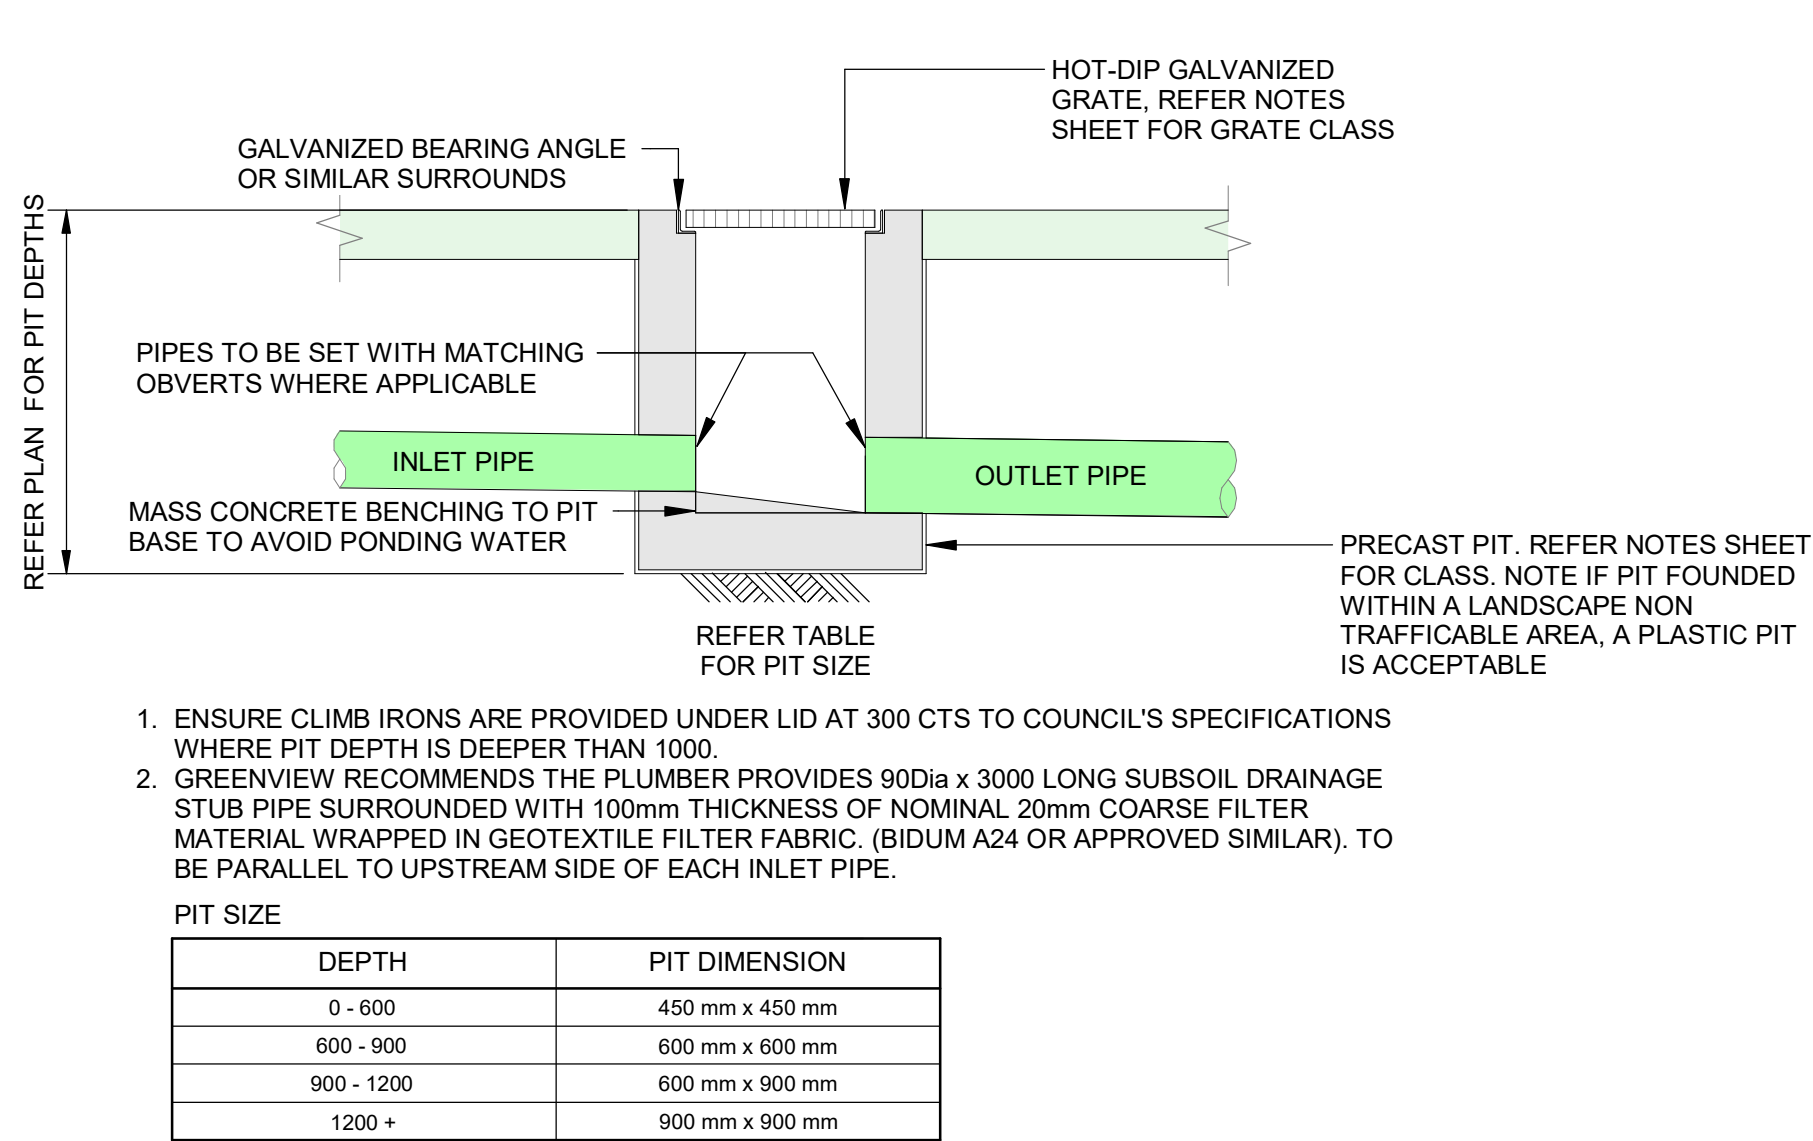 HOT-DIP GALVANIZED
GRATE, REFER NOTES
SHEET FOR GRATE CLASS
GALVANIZED BEARING ANGLE
OR SIMILAR SURROUNDS
REFER PLAN FOR PIT DEPTHS
PIPES TO BE SET WITH MATCHING
OBVERTS WHERE APPLICABLE
INLET PIPE
OUTLET PIPE
MASS CONCRETE BENCHING TO PIT
BASE TO AVOID PONDING WATER
PRECAST PIT. REFER NOTES SHEET
FOR CLASS. NOTE IF PIT FOUNDED
WITHIN A LANDSCAPE NON
TRAFFICABLE AREA, A PLASTIC PIT
IS ACCEPTABLE
REFER TABLE
FOR PIT SIZE
1. ENSURE CLIMB IRONS ARE PROVIDED UNDER LID AT 300 CTS TO COUNCIL'S SPECIFICATIONS
WHERE PIT DEPTH IS DEEPER THAN 1000.
2. GREENVIEW RECOMMENDS THE PLUMBER PROVIDES 90Dia x 3000 LONG SUBSOIL DRAINAGE
STUB PIPE SURROUNDED WITH 100mm THICKNESS OF NOMINAL 20mm COARSE FILTER
MATERIAL WRAPPED IN GEOTEXTILE FILTER FABRIC. (BIDUM A24 OR APPROVED SIMILAR). TO
BE PARALLEL TO UPSTREAM SIDE OF EACH INLET PIPE.
PIT SIZE
DEPTH PIT DIMENSION
0 - 600 450 mm x 450 mm
600 - 900 600 mm x 600 mm
900 - 1200 600 mm x 900 mm
1200 + 900 mm x 900 mm